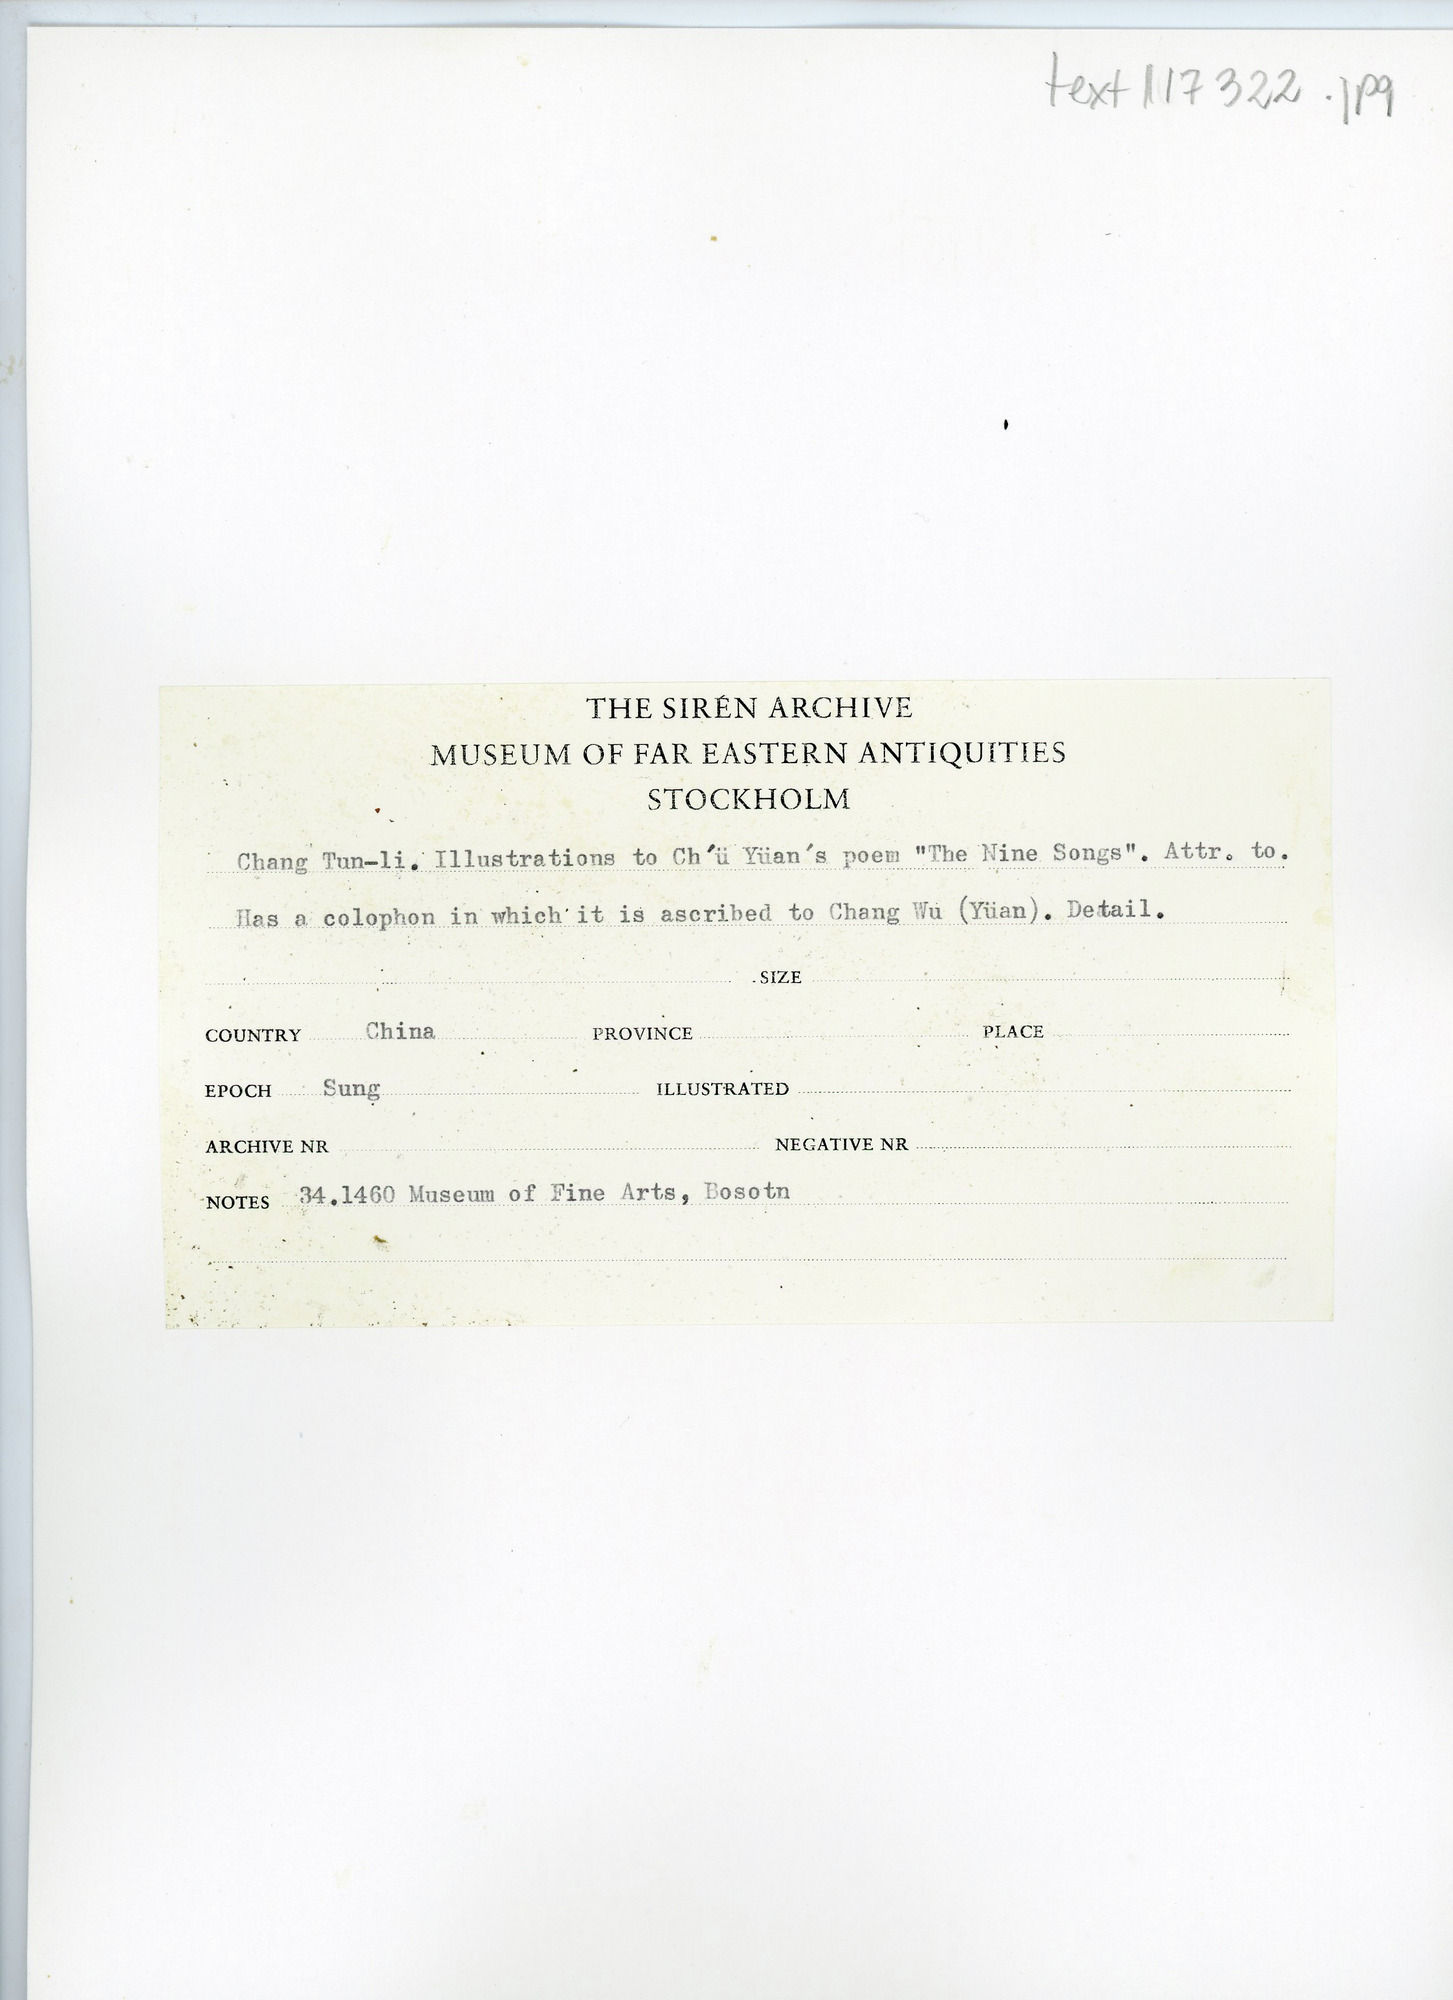 text 117322.jpg
THE SIRÉN ARCHIVE
MUSEUM OF FAR EASTERN ANTIQUITIES
STOCKHOLM
Chang Tun-li. Illustrations to Ch'ü Yüan's poem "The Nine Songs". Attr. to.
Has a colophon in which it is ascribed to Chang Wu (Yüan). Detail.
SIZE
COUNTRY China PROVINCE PLACE
EPOCH Sung ILLUSTRATED
ARCHIVE NR NEGATIVE NR
NOTES 34.1460 Museum of Fine Arts, Bosotn